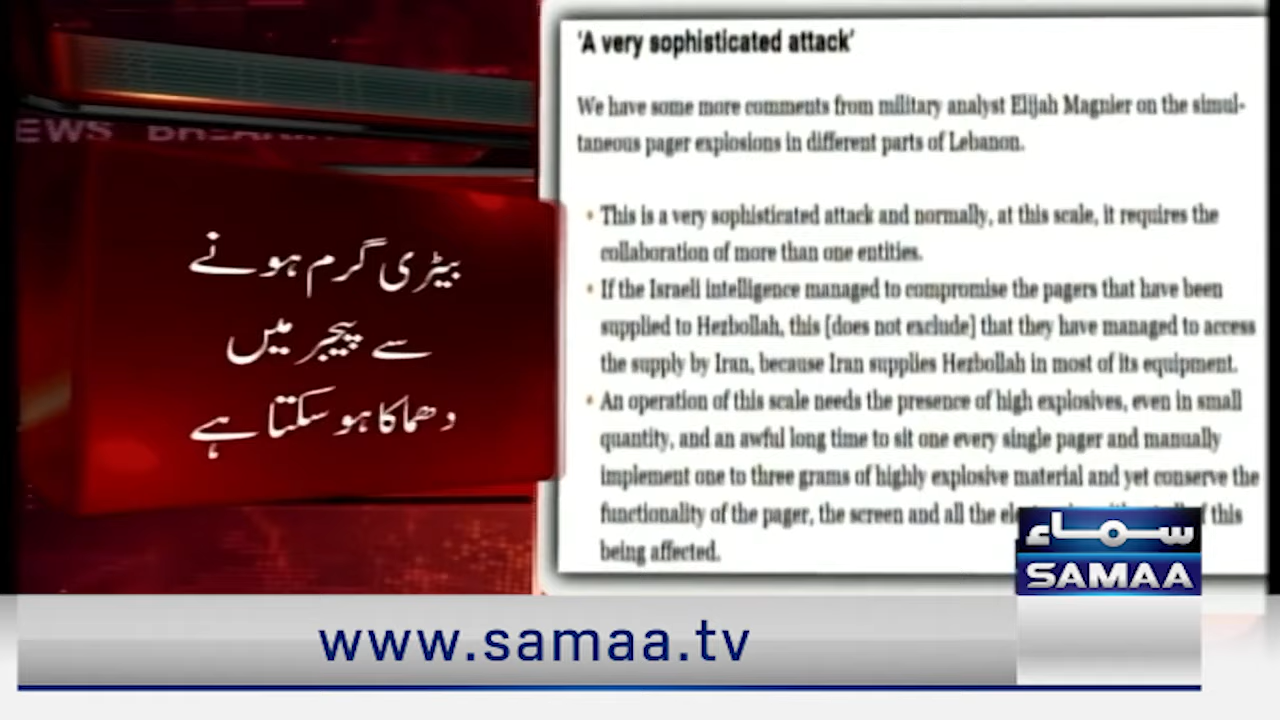 NEWS BREAKING
بیٹری گرم ہونے
سے پیجر میں
دھماکا ہو سکتا ہے
'A very sophisticated attack'
We have some more comments from military analyst Elijah Magnier on the simul-
taneous pager explosions in different parts of Lebanon.
• This is a very sophisticated attack and normally, at this scale, it requires the
collaboration of more than one entities.
• If the Israeli intelligence managed to compromise the pagers that have been
supplied to Hezbollah, this [does not exclude] that they have managed to access
the supply by Iran, because Iran supplies Hezbollah in most of its equipment.
• An operation of this scale needs the presence of high explosives, even in small
quantity, and an awful long time to sit one every single pager and manually
implement one to three grams of highly explosive material and yet conserve the
functionality of the pager, the screen and all the this
being affected.
سماء
SAMAA
www.samaa.tv